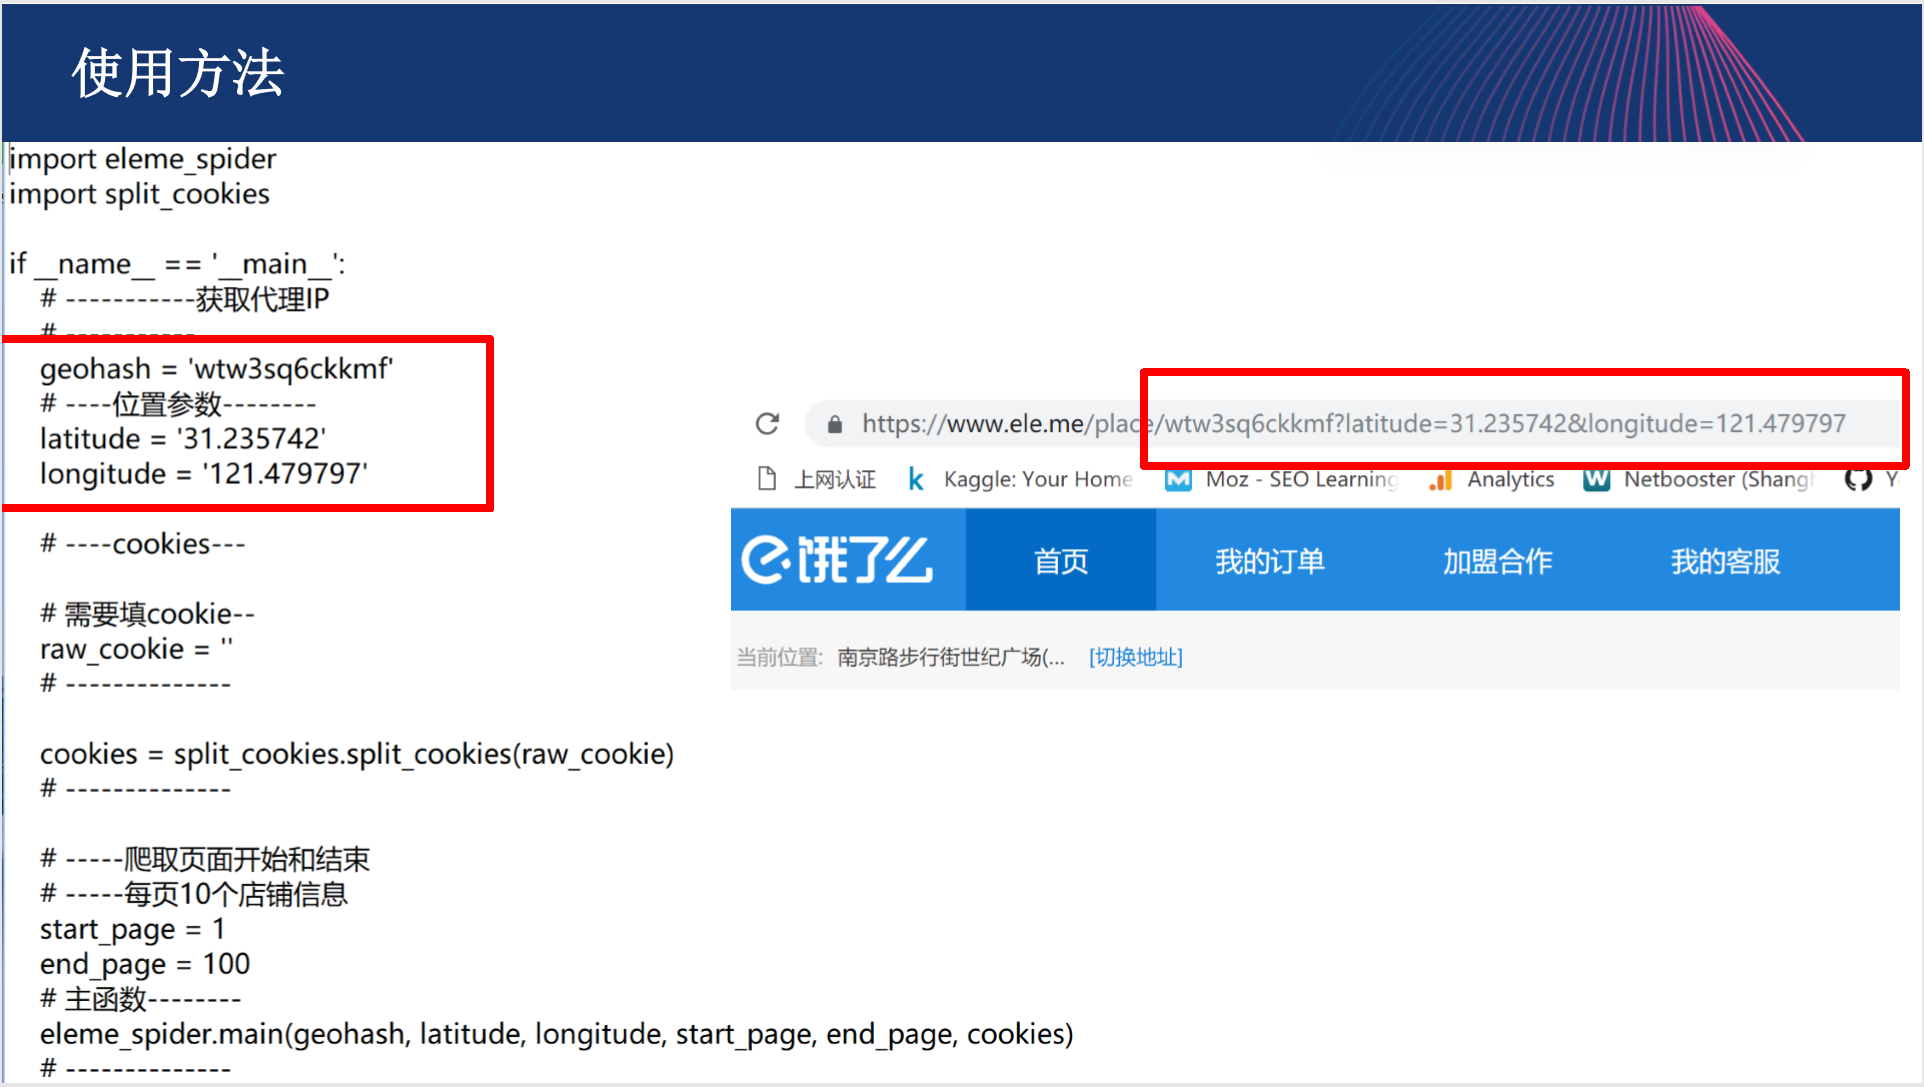 使用方法
import eleme_spider
import split_cookies
if __name__ == '__main__':
# -----------获取代理IP
# -----------
geohash = 'wtw3sq6ckkmf'
# ----位置参数--------
latitude = '31.235742'
longitude = '121.479797'
# ----cookies---
# 需要填cookie--
raw_cookie = ''
# --------------
cookies = split_cookies.split_cookies(raw_cookie)
# --------------
# -----爬取页面开始和结束
# -----每页10个店铺信息
start_page = 1
end_page = 100
# 主函数--------
eleme_spider.main(geohash, latitude, longitude, start_page, end_page, cookies)
# --------------
https://www.ele.me/place/wtw3sq6ckkmf?latitude=31.235742&longitude=121.479797
上网认证 k Kaggle: Your Home M Moz - SEO Learning Analytics W Netbooster (Shangh Y
e 饿了么 首页 我的订单 加盟合作 我的客服
当前位置: 南京路步行街世纪广场(... [切换地址]